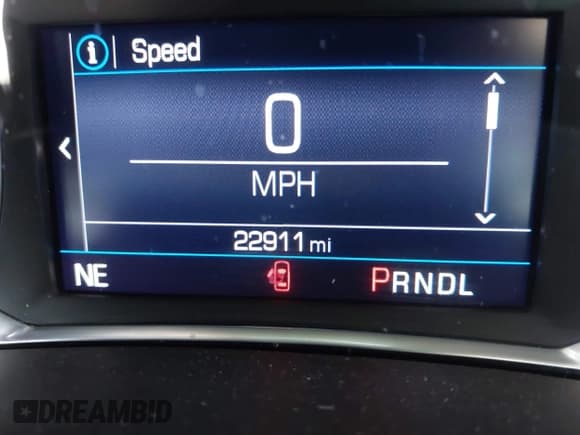 i Speed
0
MPH
22911 mi
NE PRNDL
DREAMBID